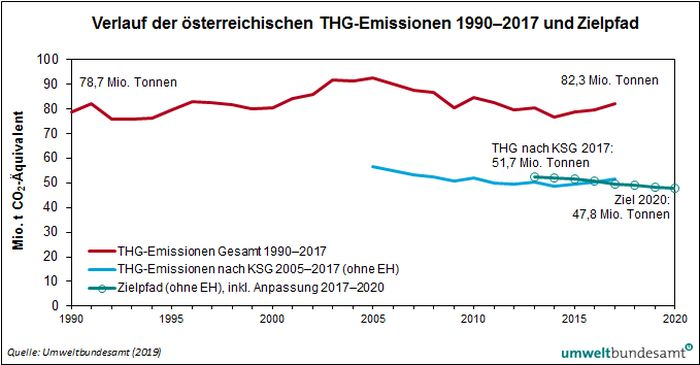 Verlauf der österreichischen THG-Emissionen 1990–2017 und Zielpfad
Mio. t CO₂-Äquivalent
100
90
80
70
60
50
40
30
20
10
0
78,7 Mio. Tonnen
82,3 Mio. Tonnen
THG nach KSG 2017:
51,7 Mio. Tonnen
Ziel 2020:
47,8 Mio. Tonnen
THG-Emissionen Gesamt 1990–2017
THG-Emissionen nach KSG 2005–2017 (ohne EH)
Zielpfad (ohne EH), inkl. Anpassung 2017–2020
1990 1995 2000 2005 2010 2015 2020
Quelle: Umweltbundesamt (2019)
umweltbundesamt